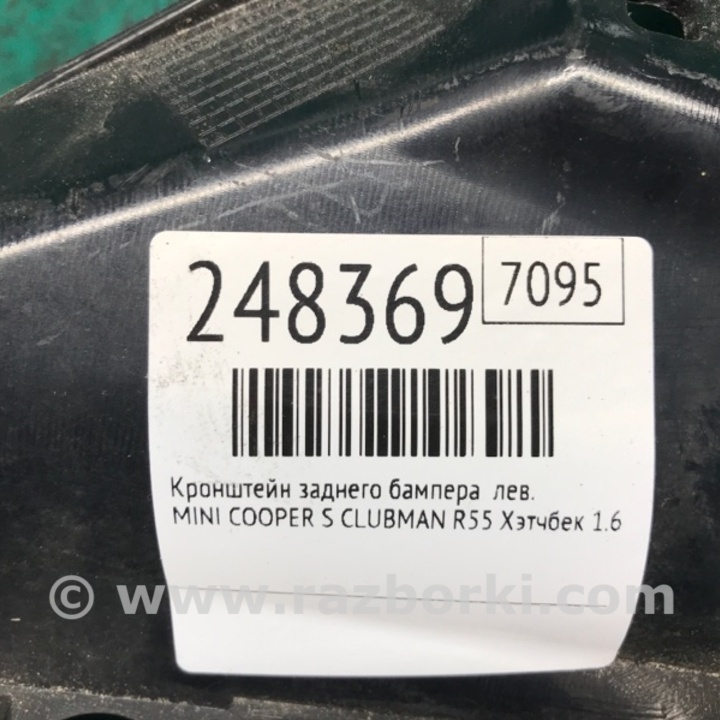 248369
7095
Кронштейн заднего бампера лев.
MINI COOPER S CLUBMAN R55 Хэтчбек 1.6
© www.razborki.com